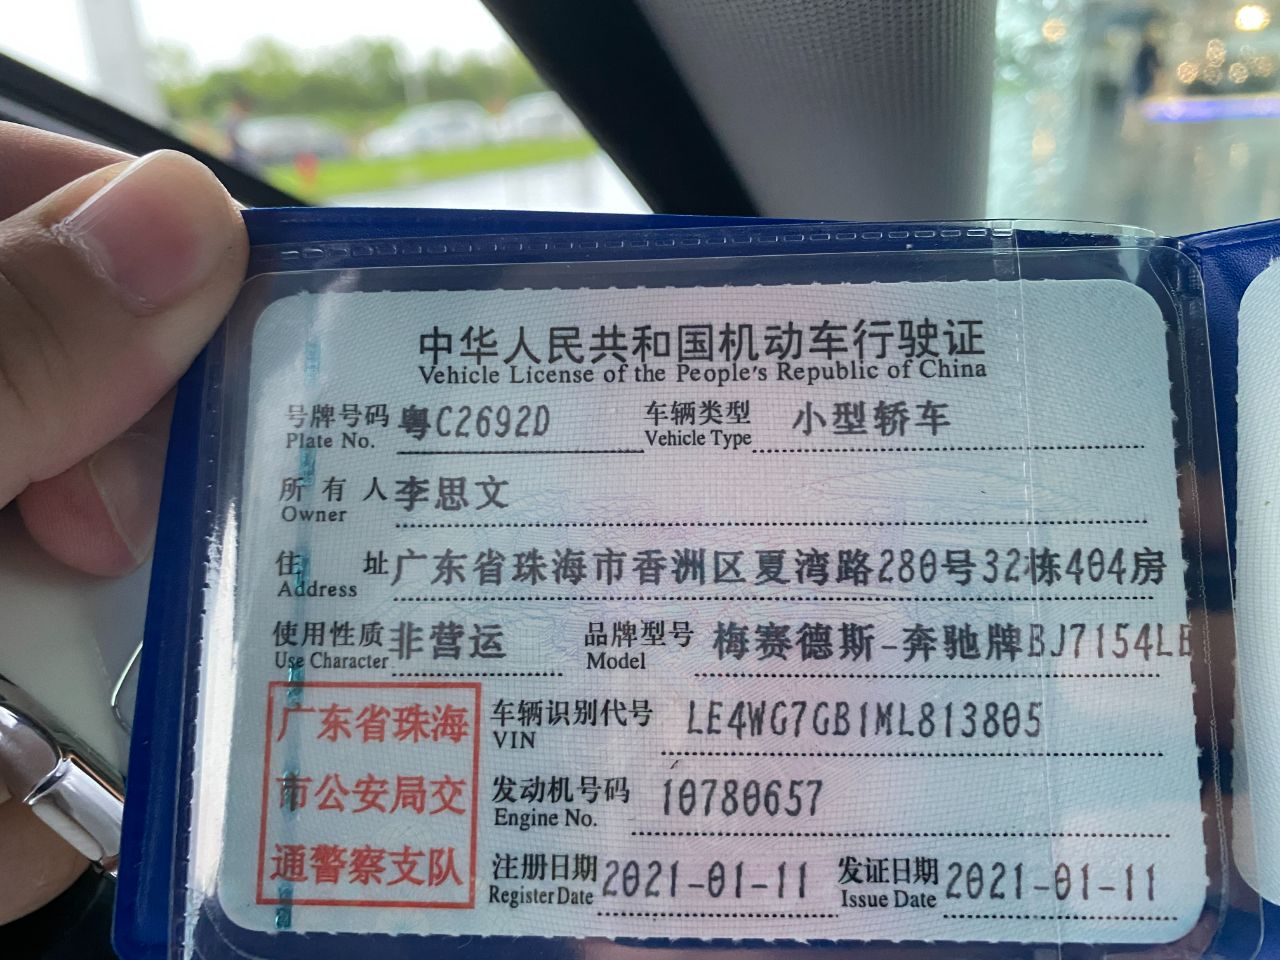 中华人民共和国机动车行驶证
Vehicle License of the People's Republic of China
号牌号码 粤C2692D 车辆类型 小型轿车
Plate No. Vehicle Type
所有人 李思文
Owner
住址 广东省珠海市香洲区夏湾路280号32栋404房
Address
使用性质 非营运 品牌型号 梅赛德斯-奔驰牌BJ7154LE
Use Character Model
广东省珠海
市公安局交
通警察支队
车辆识别代号 LE4WG7GB1ML813805
VIN
发动机号码 10780657
Engine No.
注册日期 2021-01-11 发证日期 2021-01-11
Register Date Issue Date